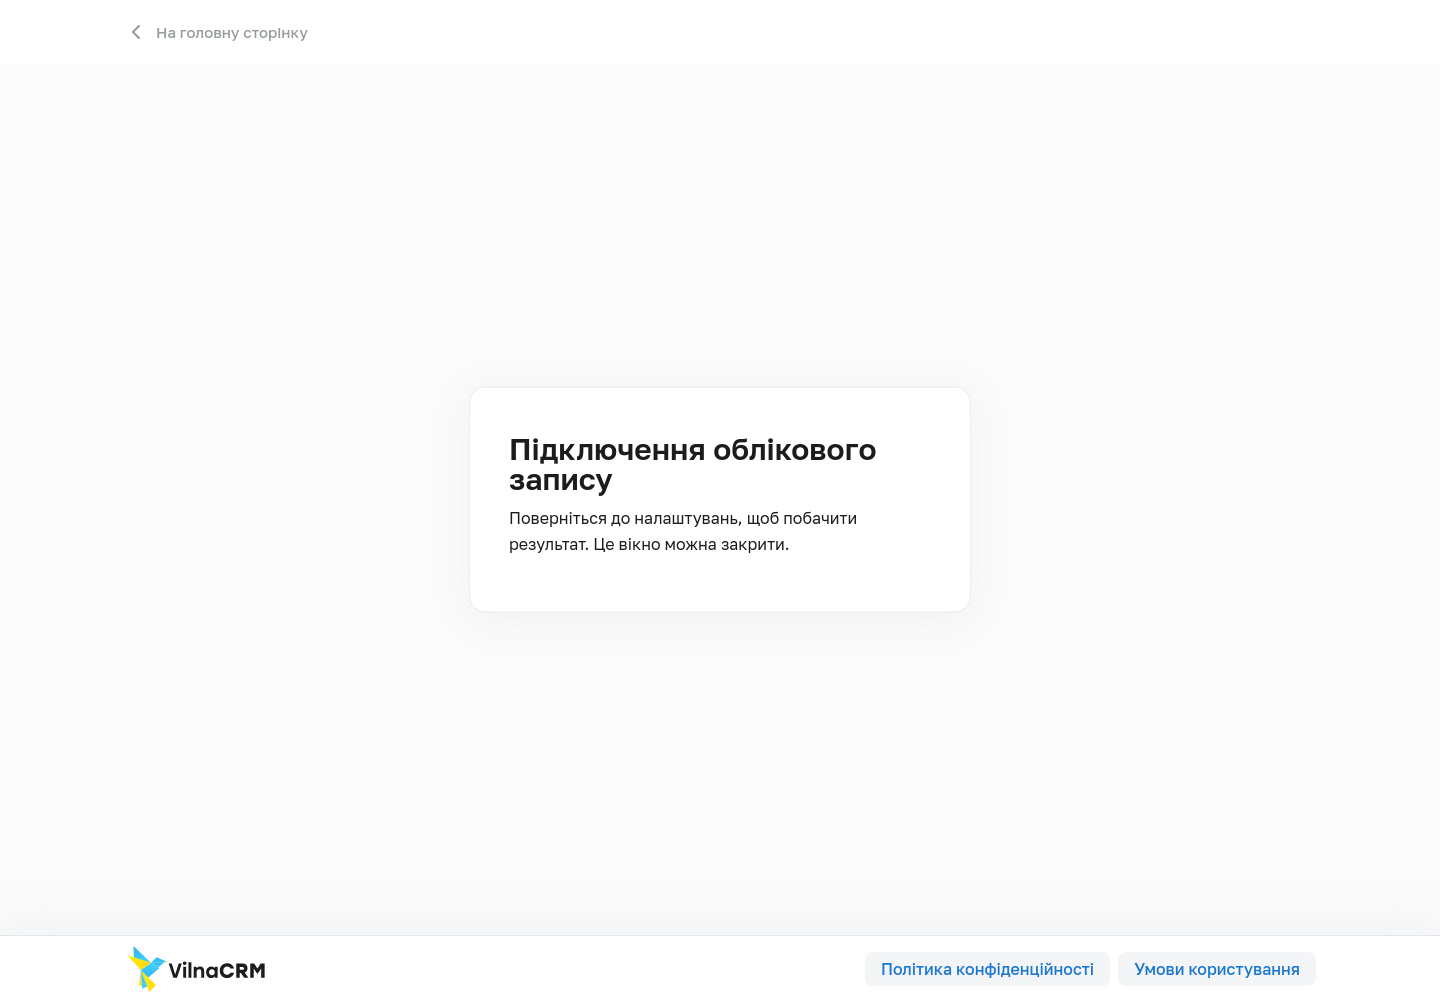 На головну сторінку
Підключення облікового
запису
Поверніться до налаштувань, щоб побачити
результат. Це вікно можна закрити.
VilnaCRM
Політика конфіденційності
Умови користування